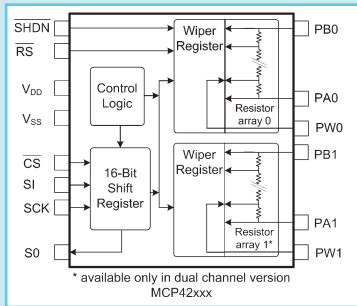 SHDN
RS
VDD
VSS
CS
SI
SCK
S0
Control
Logic
16-Bit
Shift
Register
Wiper
Register
Resistor
array 0
Wiper
Register
Resistor
array 1*
PB0
PA0
PW0
PB1
PA1
PW1
* available only in dual channel version
MCP42xxx